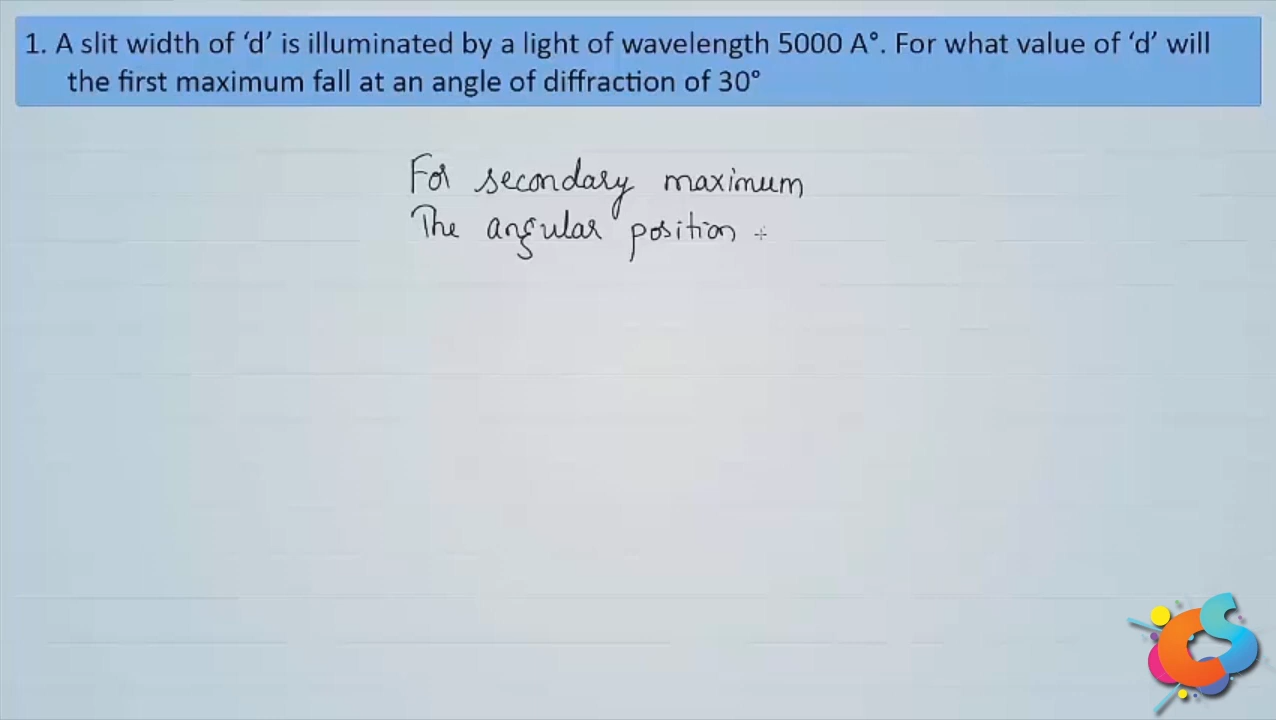 1. A slit width of ‘d’ is illuminated by a light of wavelength 5000 A°. For what value of ‘d’ will
the first maximum fall at an angle of diffraction of 30°
For secondary maximum
The angular position
CS